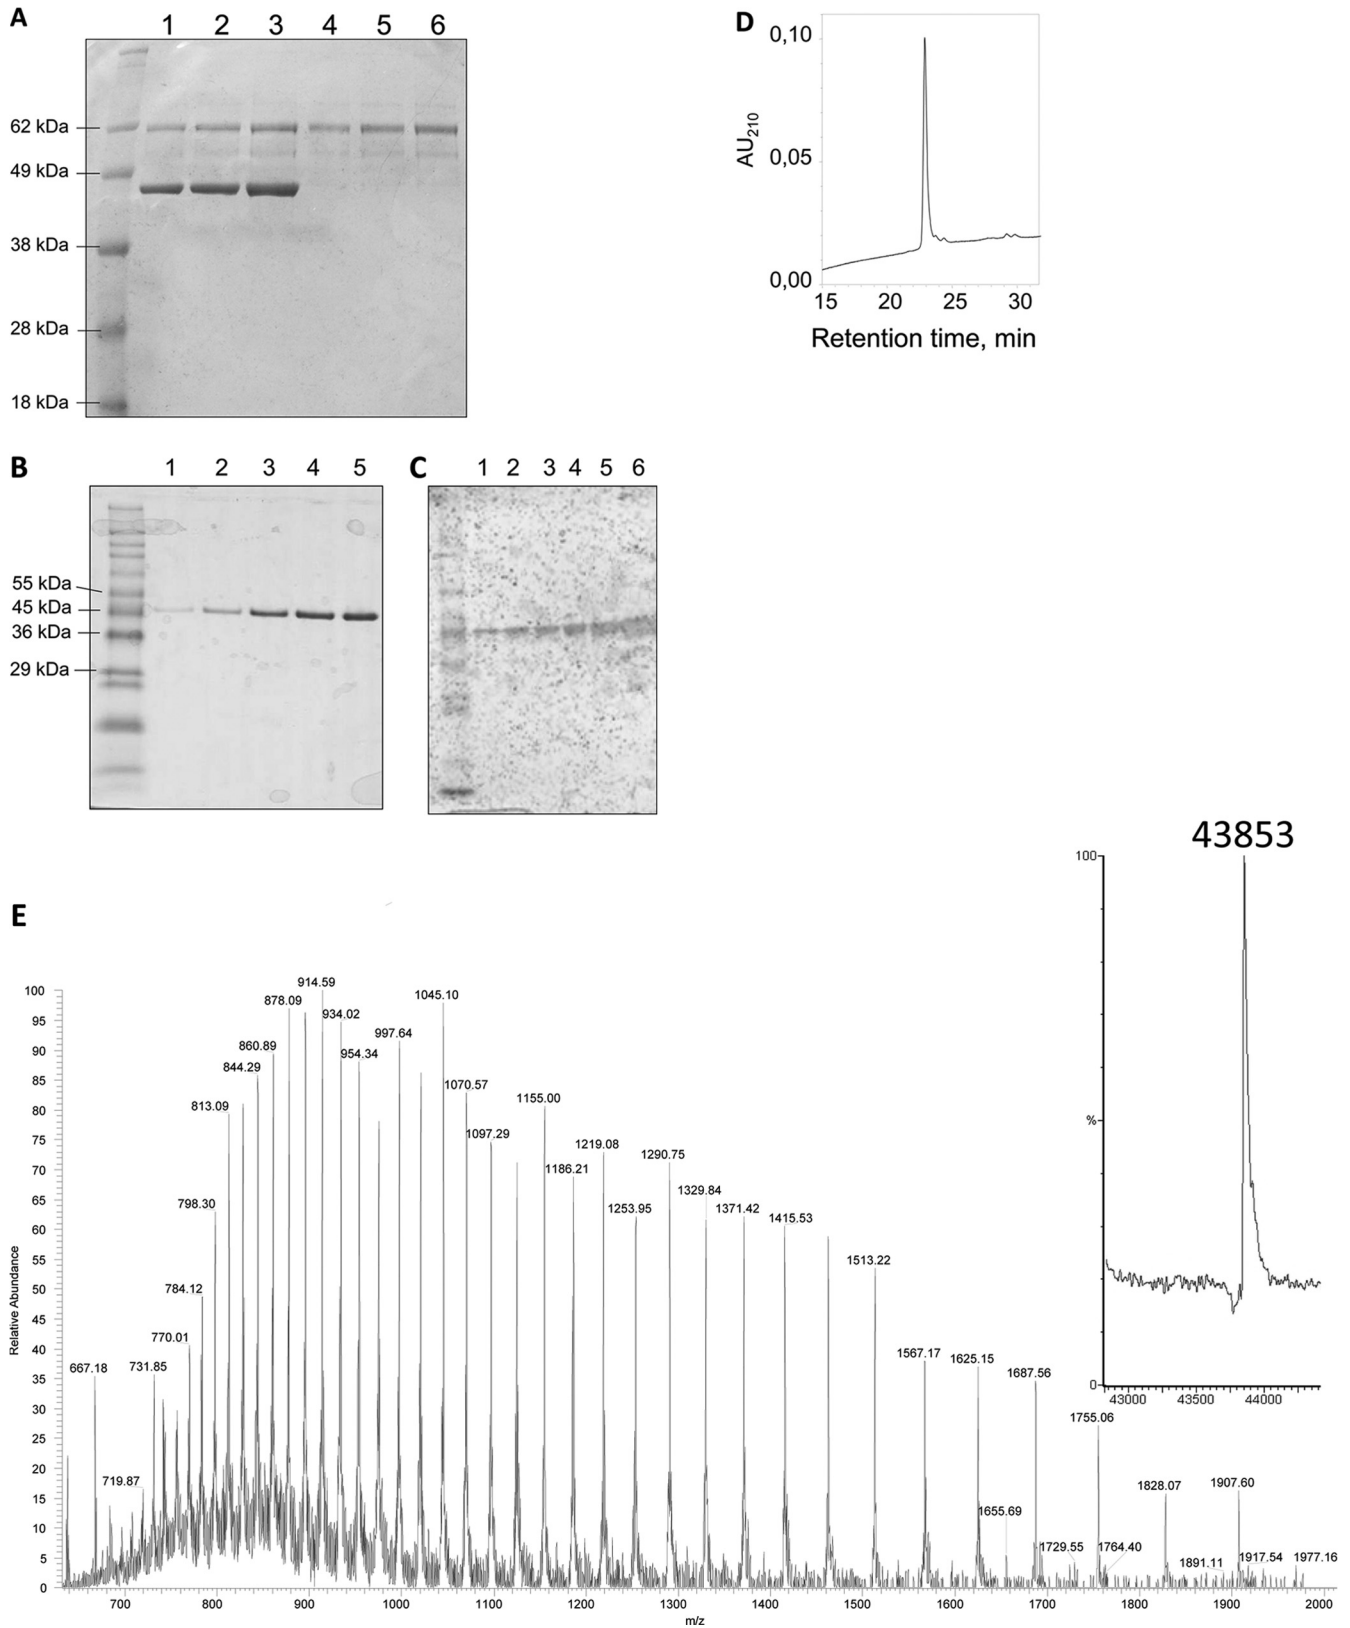 A
1 2 3 4 5 6
62 kDa
49 kDa
38 kDa
28 kDa
18 kDa
D
0,10
0,05
0,00
AU210
15 20 25 30
Retention time, min
B
1 2 3 4 5
55 kDa
45 kDa
36 kDa
29 kDa
C
1 2 3 4 5 6
43853
100
%
0
43000 43500 44000
E
914.59
878.09
1045.10
934.02
997.64
860.89
954.34
844.29
1070.57
813.09
1155.00
1097.29
1219.08
1186.21
1290.75
1329.84
798.30
1253.95
1371.42
1415.53
1513.22
784.12
770.01
1567.17
1625.15
667.18
731.85
1687.56
1755.06
719.87
1828.07
1907.60
1655.69
1729.55
1764.40
1891.11
1917.54
1977.16
100
95
90
85
80
75
70
65
60
55
50
45
40
35
30
25
20
15
10
5
0
Relative Abundance
700 800 900 1000 1100 1200 1300 1400 1500 1600 1700 1800 1900 2000
m/z